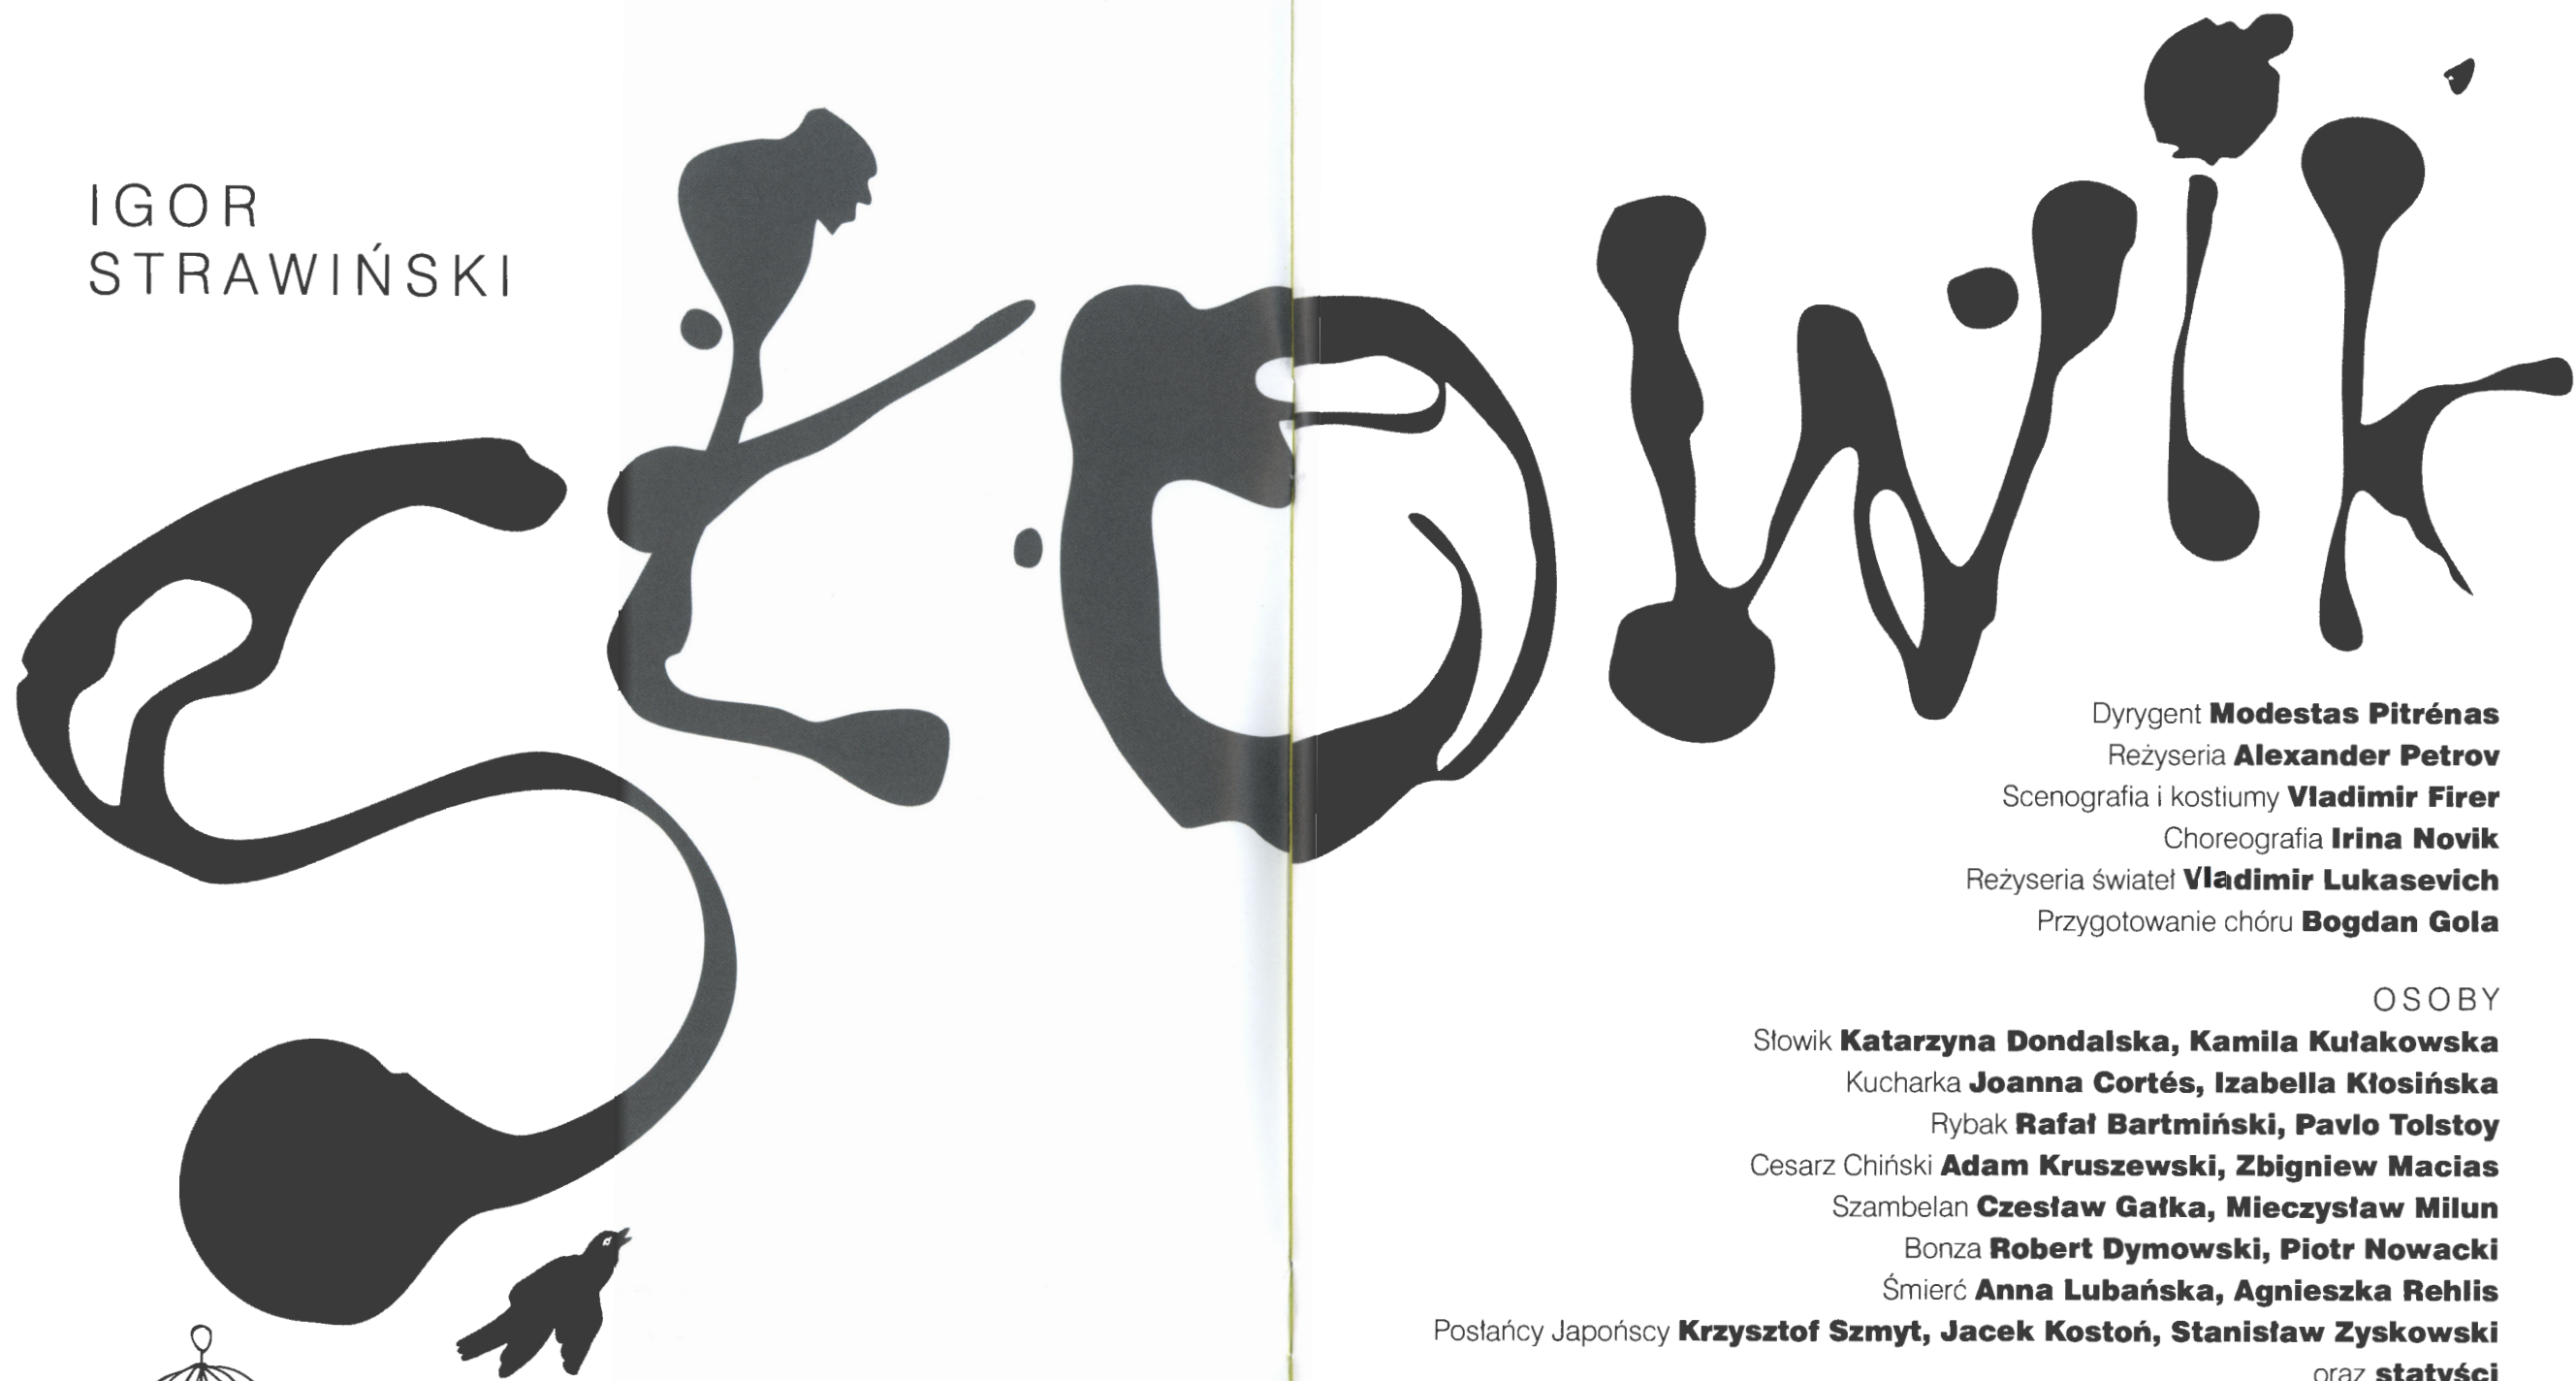 IGOR
STRAWIŃSKI
SŁOWiK
Dyrygent Modestas Pitrénas
Reżyseria Alexander Petrov
Scenografia i kostiumy Vladimir Firer
Choreografia Irina Novik
Reżyseria świateł Vladimir Lukasevich
Przygotowanie chóru Bogdan Gola
OSOBY
Słowik Katarzyna Dondalska, Kamila Kułakowska
Kucharka Joanna Cortés, Izabella Kłosińska
Rybak Rafał Bartmiński, Pavlo Tolstoy
Cesarz Chiński Adam Kruszewski, Zbigniew Macias
Szambelan Czesław Gałka, Mieczysław Milun
Bonza Robert Dymowski, Piotr Nowacki
Śmierć Anna Lubańska, Agnieszka Rehlis
Posłańcy Japońscy Krzysztof Szmyt, Jacek Kostoń, Stanisław Zyskowski
oraz statyści